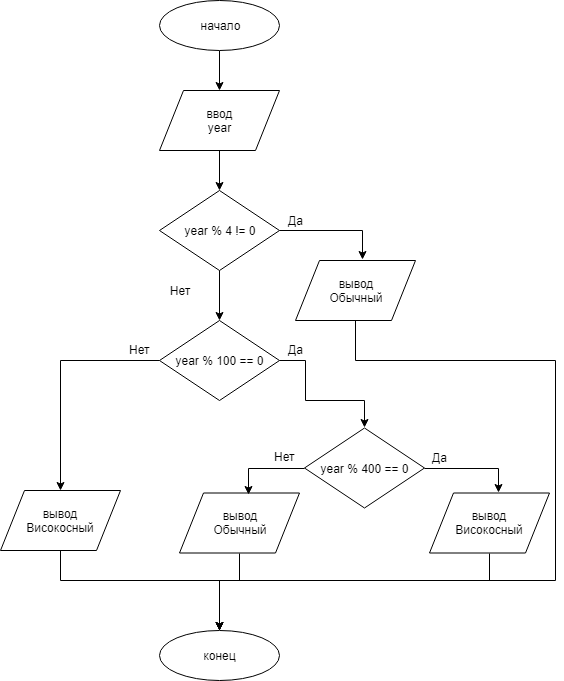 начало
ввод
year
year % 4 != 0
Да
вывод
Обычный
Нет
year % 100 == 0
Нет
Да
year % 400 == 0
Нет
Да
вывод
Високосный
вывод
Обычный
вывод
Високосный
конец